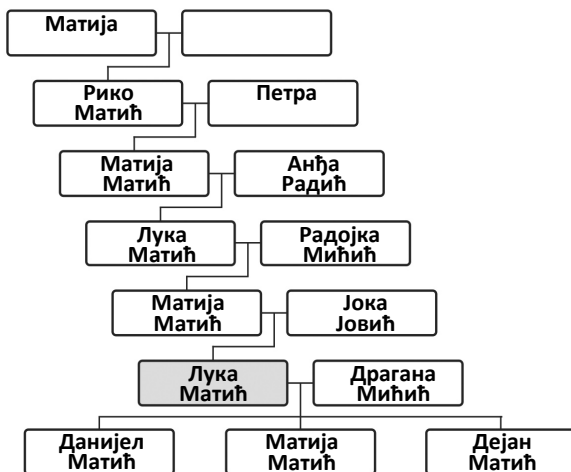 Матија
Рико
Матић
Петра
Матија
Матић
Анђа
Радић
Лука
Матић
Радојка
Мићић
Матија
Матић
Јока
Јовић
Лука
Матић
Драгана
Мићић
Данијел
Матић
Матија
Матић
Дејан
Матић